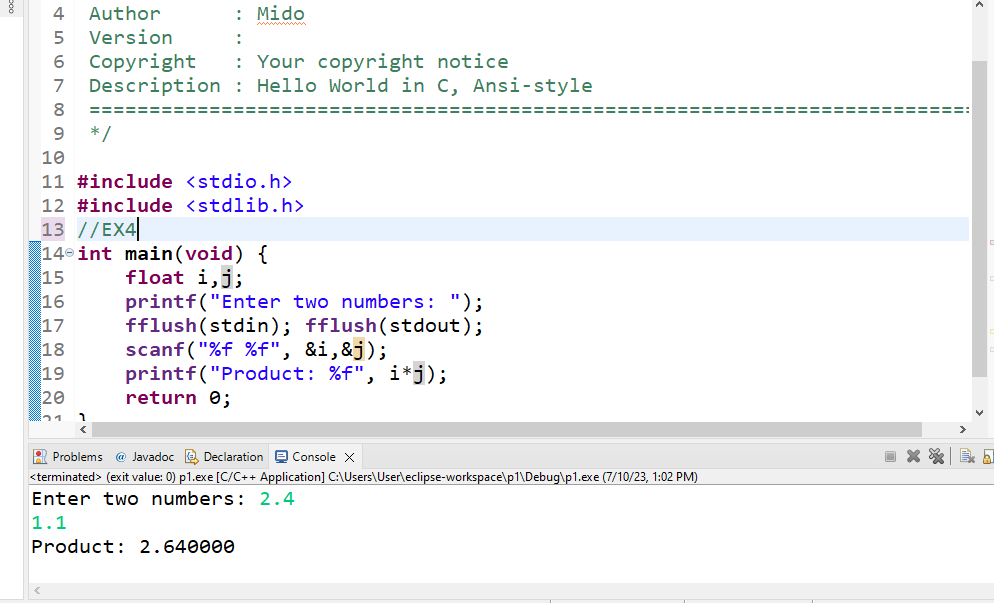 4 Author      : Mido
5 Version     :
6 Copyright   : Your copyright notice
7 Description : Hello World in C, Ansi-style
8 ==========================================================================
9 */
10
11 #include <stdio.h>
12 #include <stdlib.h>
13 //EX4
14 int main(void) {
15     float i,j;
16     printf("Enter two numbers: ");
17     fflush(stdin); fflush(stdout);
18     scanf("%f %f", &i,&j);
19     printf("Product: %f", i*j);
20     return 0;
21 }
Problems @ Javadoc Declaration Console
<terminated> (exit value: 0) p1.exe [C/C++ Application] C:\Users\User\eclipse-workspace\p1\Debug\p1.exe (7/10/23, 1:02 PM)
Enter two numbers: 2.4
1.1
Product: 2.640000